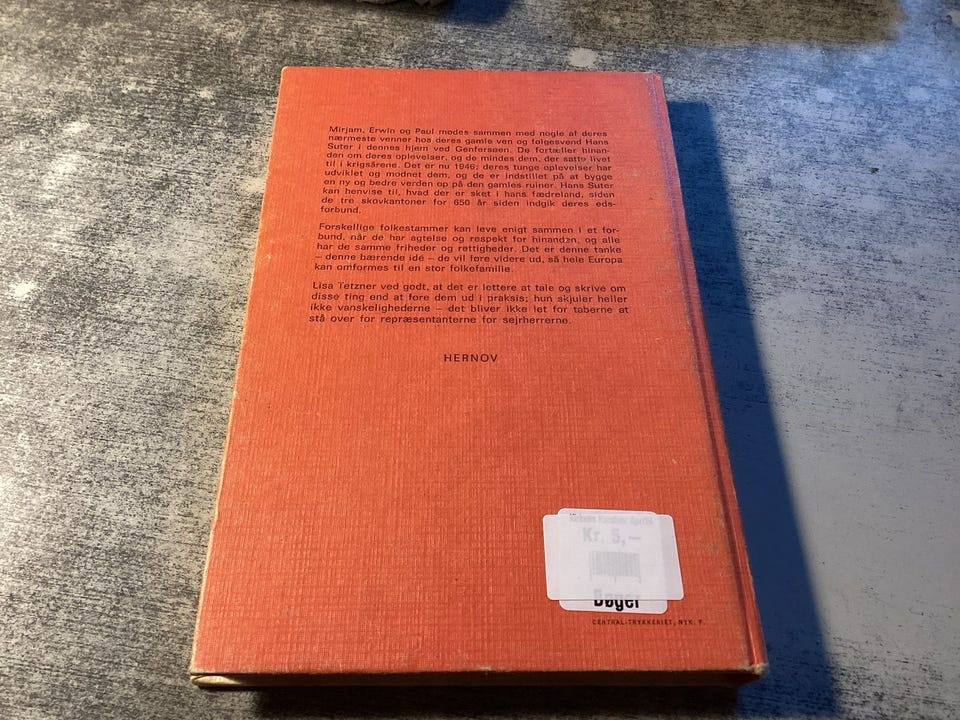 Mirjam, Erwin og Paul mødes sammen med nogle af deres
nærmeste venner hos deres gamle ven og følgesvend Hans
Suter i dennes hjem ved Genfersøen. De fortæller hinan-
den om deres oplevelser, og de mindes dem, der satte livet
til i krigsårene. Det er nu 1946; deres tunge oplevelser har
udviklet og modnet dem, og de er indstillet på at bygge
en ny og bedre verden op på den gamles ruiner. Hans Suter
kan henvise til, hvad der er sket i hans fædreland, siden
de tre skovkantoner for 650 år siden indgik deres eds-
forbund.
Forskellige folkestammer kan leve enigt sammen i et for-
bund, når de har agtelse og respekt for hinanden, og alle
har de samme friheder og rettigheder. Det er denne tanke
– denne bærende idé – de vil føre videre ud, så hele Europa
kan omformes til en stor folkefamilie.
Lisa Tetzner ved godt, at det er lettere at tale og skrive om
disse ting end at føre dem ud i praksis; hun skjuler heller
ikke vanskelighederne – det bliver ikke let for taberne at
stå over for repræsentanterne for sejrherrerne.
HERNOV
Kr. 5,–
Bøger
CENTRAL-TRYKKERIET, NYK. F.